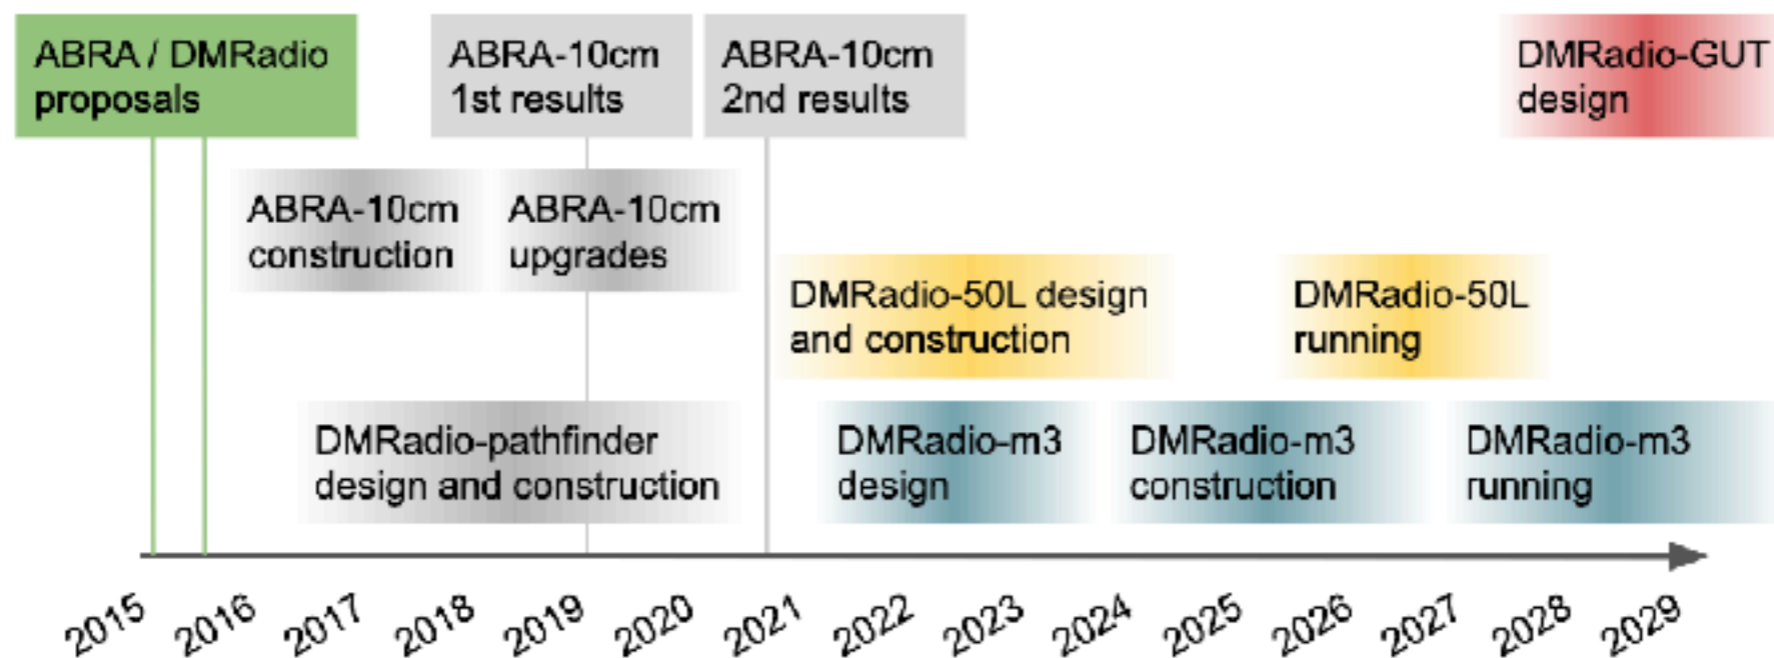 ABRA / DMRadio
proposals
ABRA-10cm
1st results
ABRA-10cm
2nd results
DMRadio-GUT
design
ABRA-10cm
construction
ABRA-10cm
upgrades
DMRadio-50L design
and construction
DMRadio-50L
running
DMRadio-pathfinder
design and construction
DMRadio-m3
design
DMRadio-m3
construction
DMRadio-m3
running
2015
2016
2017
2018
2019
2020
2021
2022
2023
2024
2025
2026
2027
2028
2029